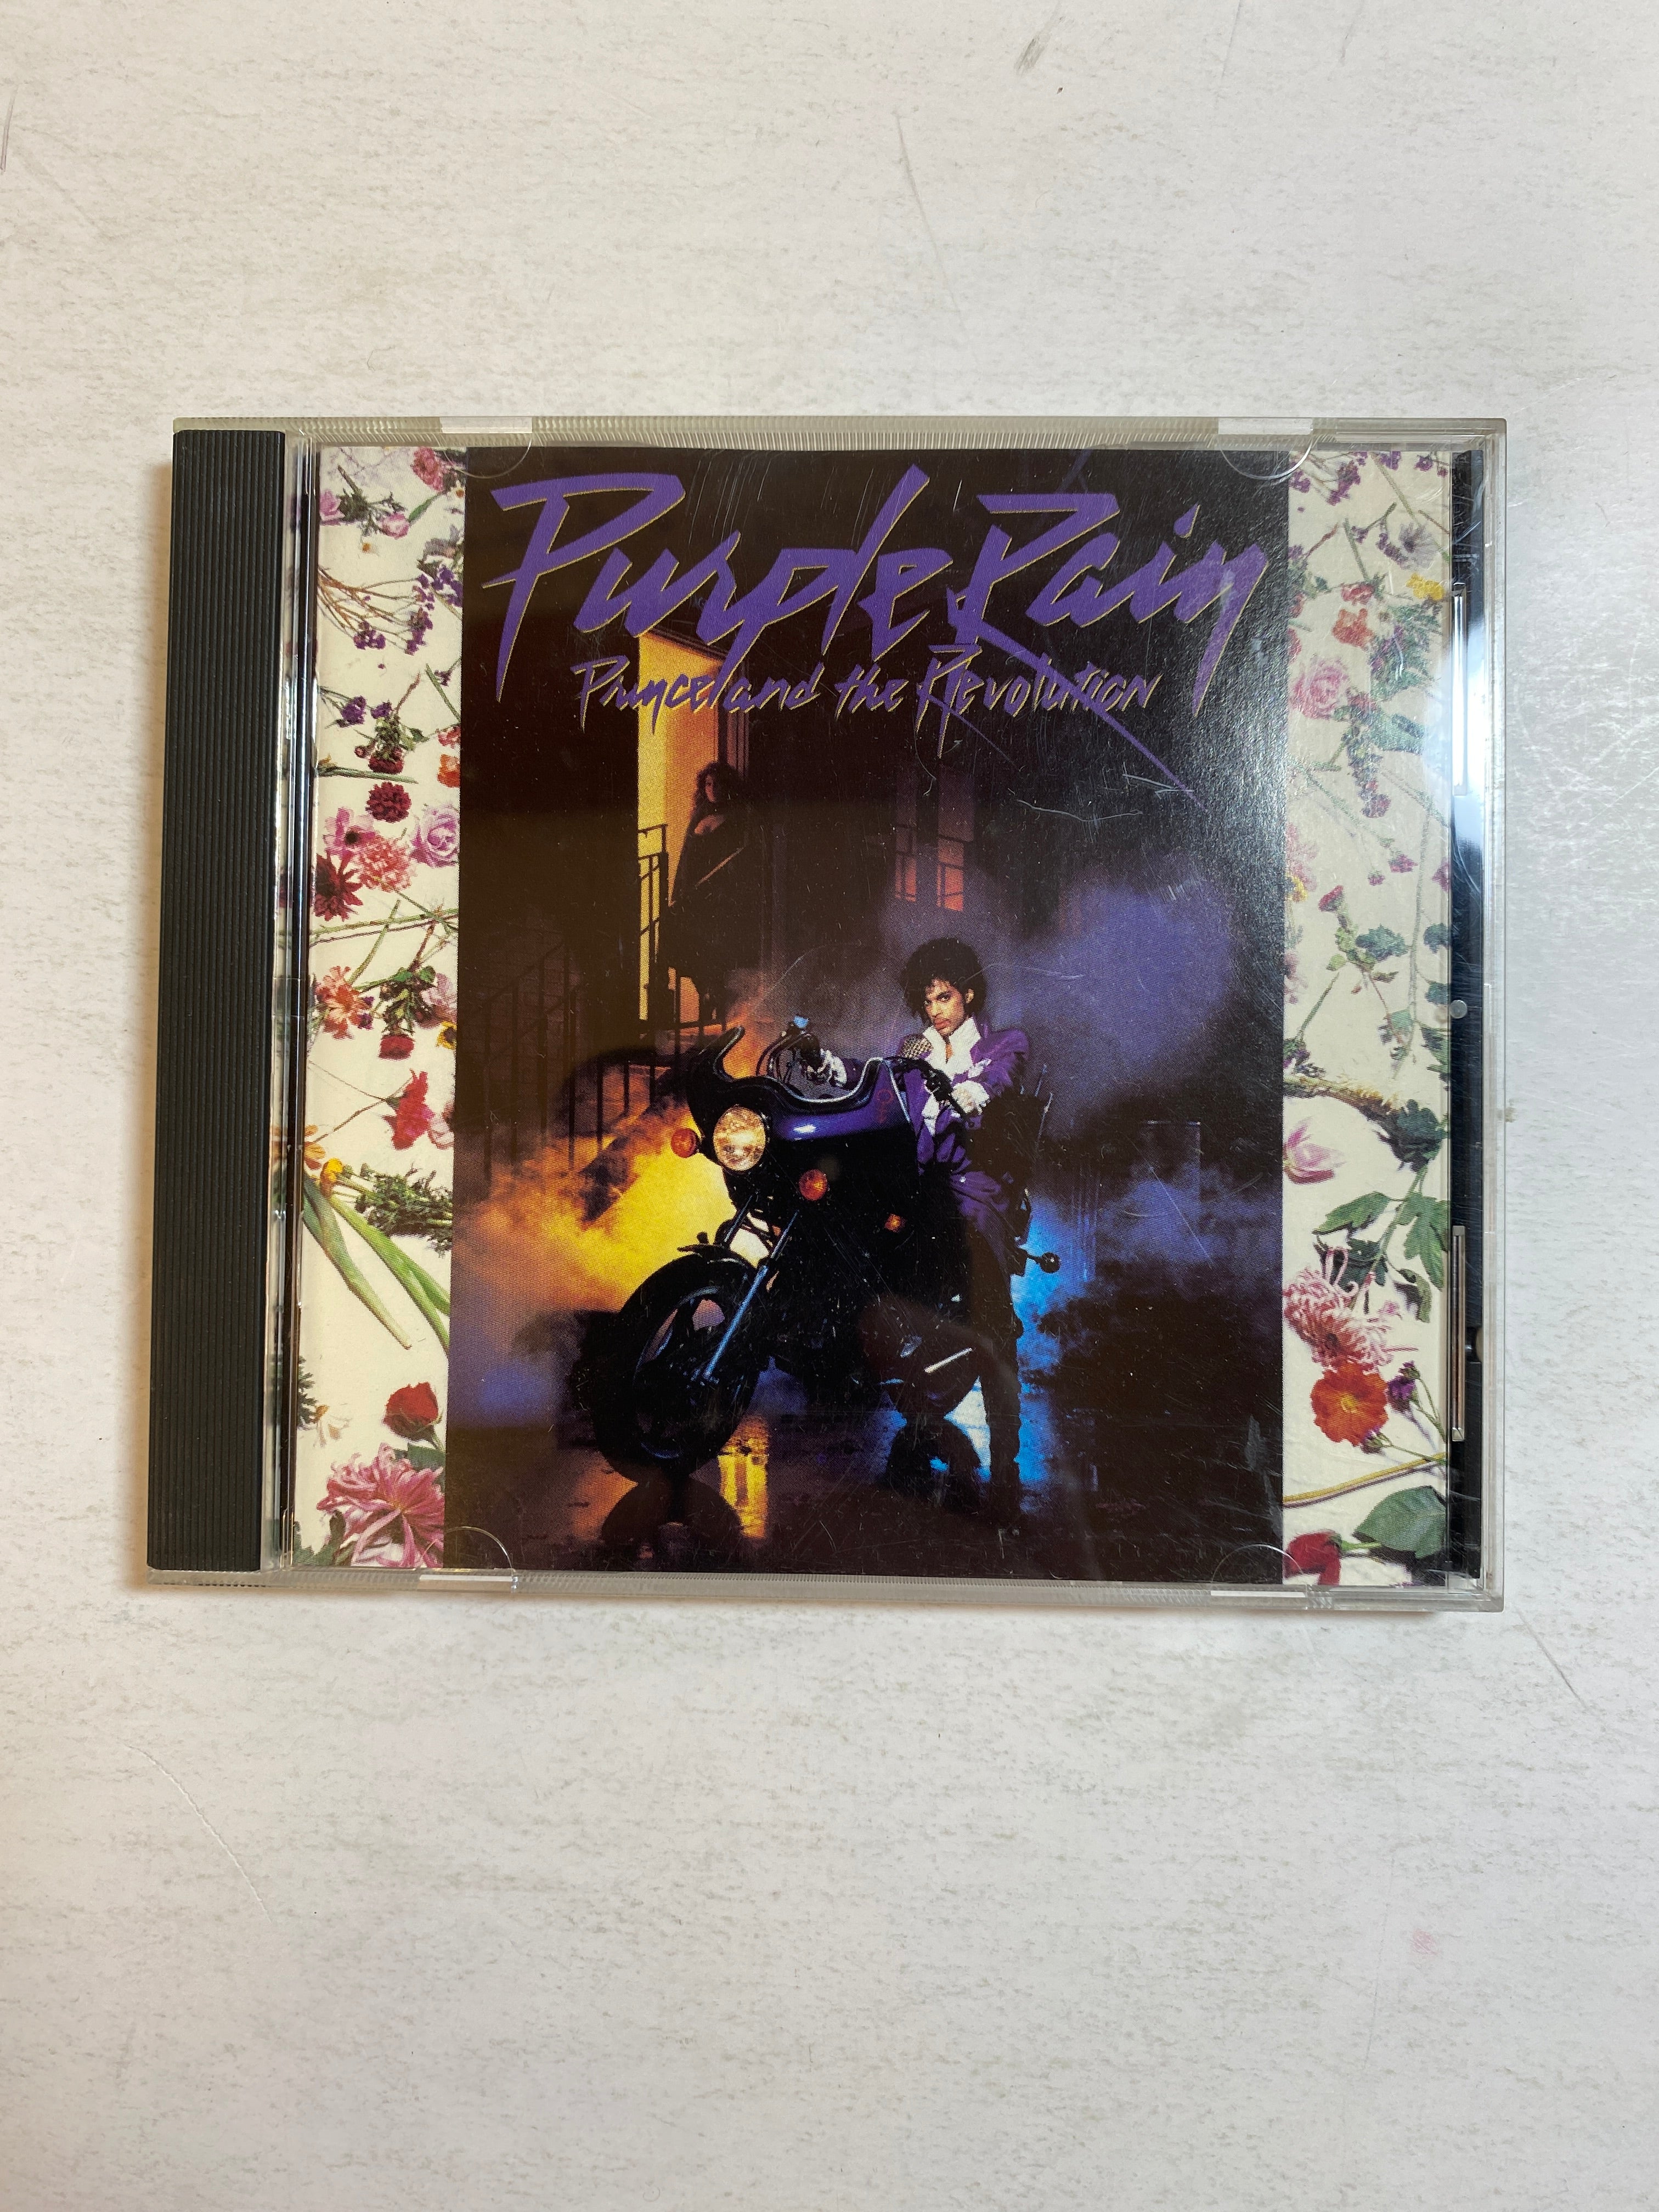 Purple Rain
Prince and the Revolution